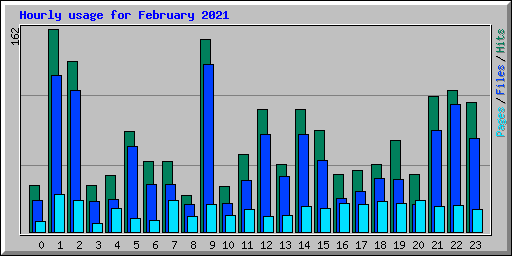 Hourly usage for February 2021
162
Pages / Files / Hits
0 1 2 3 4 5 6 7 8 9 10 11 12 13 14 15 16 17 18 19 20 21 22 23